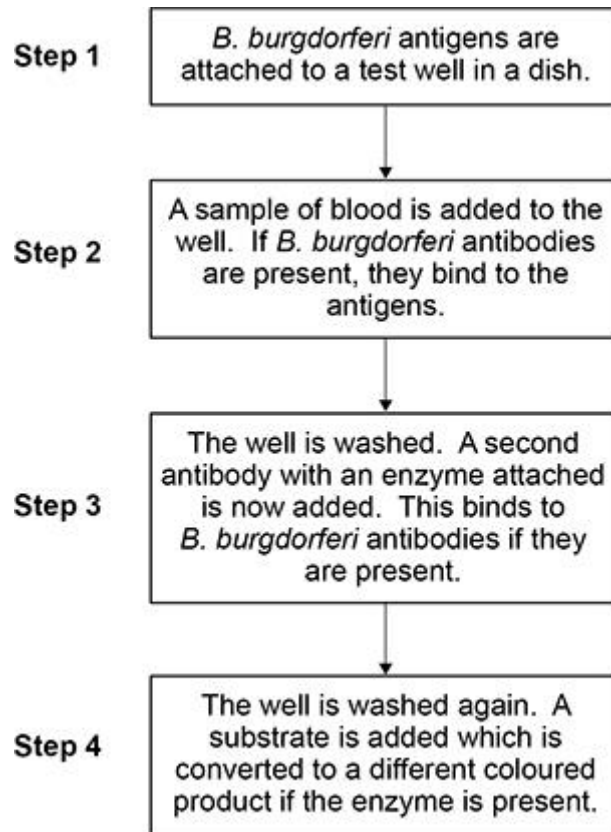 Step 1
B. burgdorferi antigens are
attached to a test well in a dish.
Step 2
A sample of blood is added to the
well. If B. burgdorferi antibodies
are present, they bind to the
antigens.
Step 3
The well is washed. A second
antibody with an enzyme attached
is now added. This binds to
B. burgdorferi antibodies if they
are present.
Step 4
The well is washed again. A
substrate is added which is
converted to a different coloured
product if the enzyme is present.